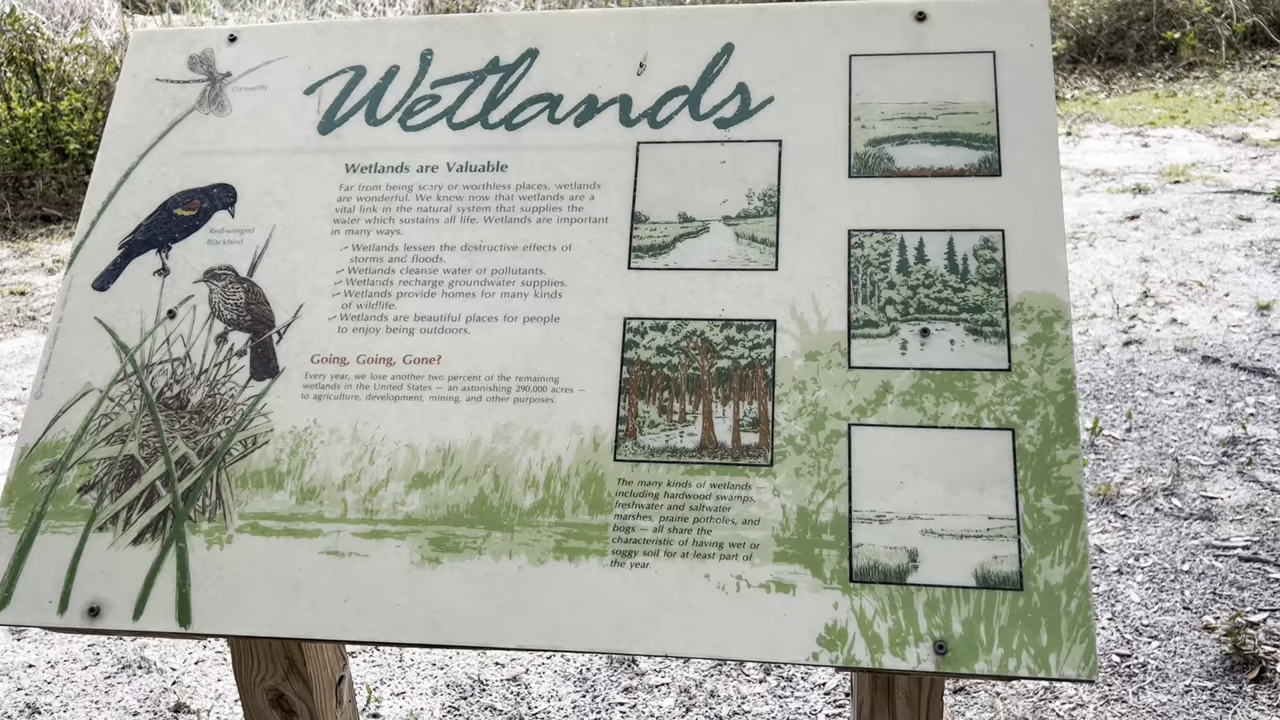 Wetlands
Wetlands are Valuable
Far from being scary or worthless places, wetlands
are wonderful. We know now that wetlands are a
vital link in the natural system that supplies the
water which sustains all life. Wetlands are important
in many ways.
Wetlands lessen the destructive effects of
storms and floods.
Wetlands cleanse water of pollutants.
Wetlands recharge groundwater supplies.
Wetlands provide homes for many kinds
of wildlife.
Wetlands are beautiful places for people
to enjoy being outdoors.
Going, Going, Gone?
Every year, we lose another two percent of the remaining
wetlands in the United States — an astonishing 290,000 acres —
to agriculture, development, mining, and other purposes.
Red-winged
Blackbird
The many kinds of wetlands —
including hardwood swamps,
freshwater and saltwater
marshes, prairie potholes, and
bogs — all share the
characteristic of having wet or
soggy soil for at least part of
the year.